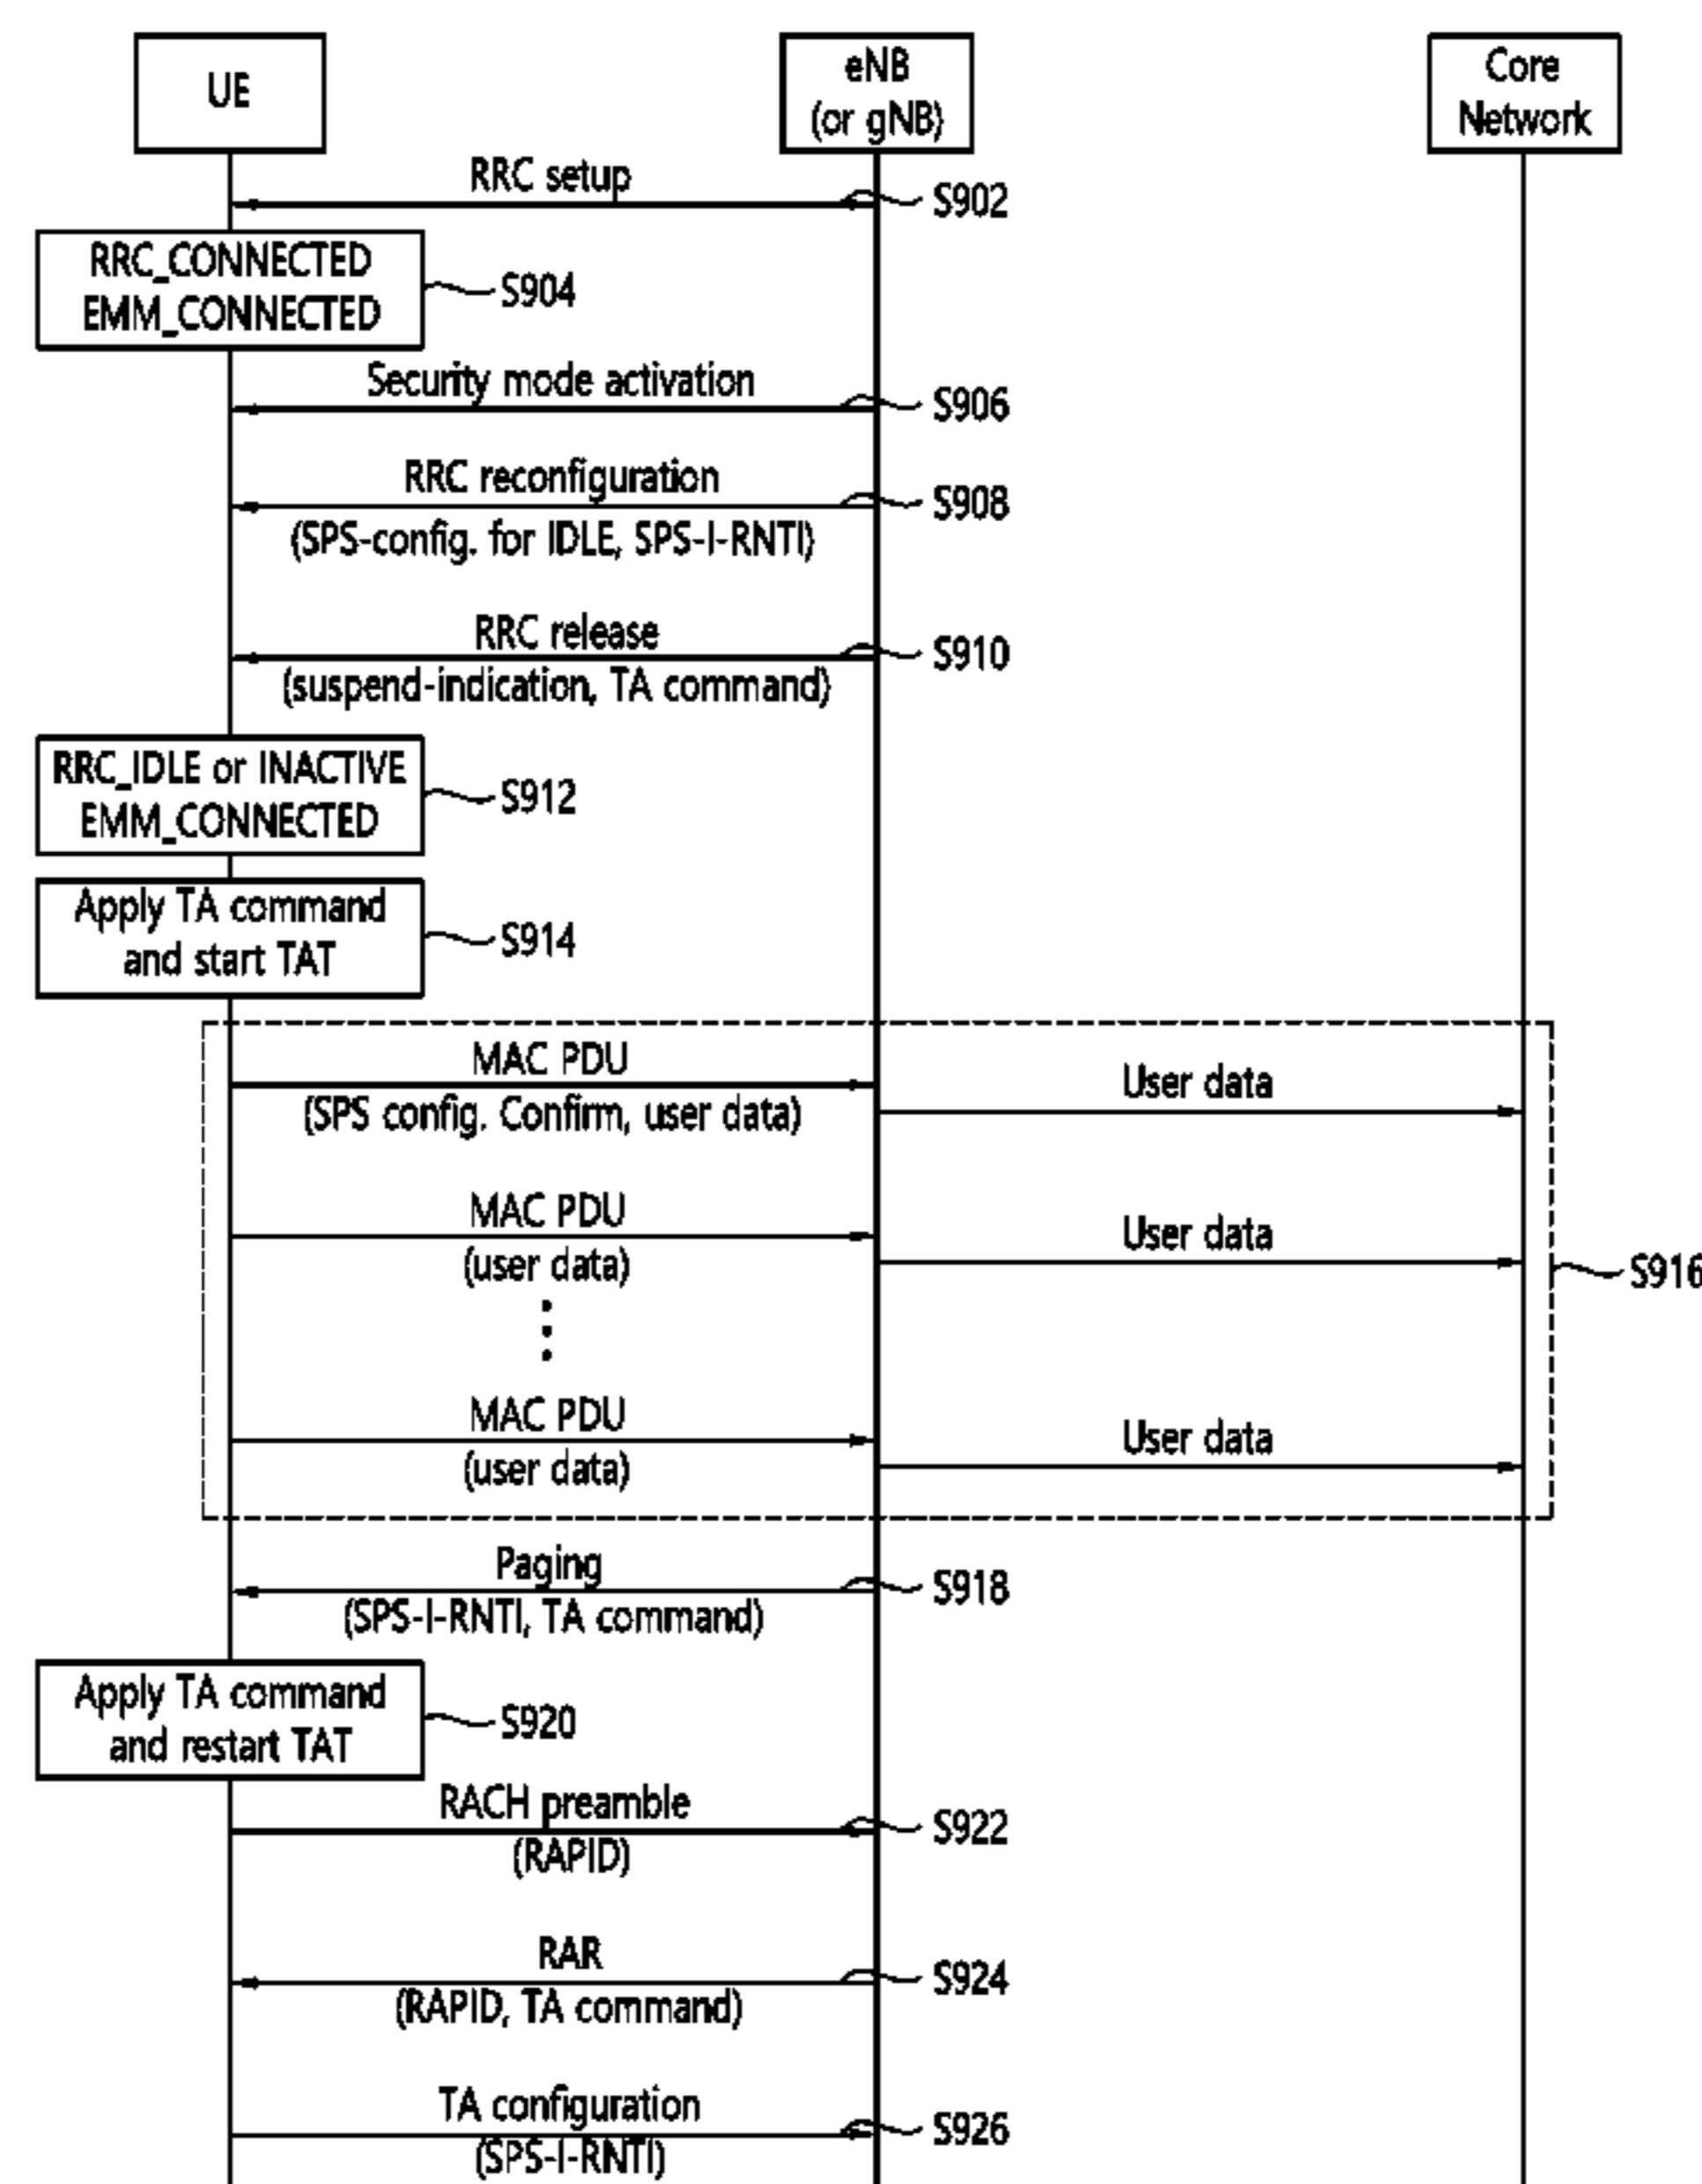 UE
eNB
(or gNB)
Core
Network
RRC setup
S902
RRC_CONNECTED
EMM_CONNECTED
S904
Security mode activation
S906
RRC reconfiguration
S908
(SPS-config. for IDLE, SPS-I-RNTI)
RRC release
S910
(suspend-indication, TA command)
RRC_IDLE or INACTIVE
EMM_CONNECTED
S912
Apply TA command
and start TAT
S914
MAC PDU
User data
(SPS config. Confirm, user data)
MAC PDU
User data
(user data)
S916
MAC PDU
User data
(user data)
Paging
S918
(SPS-I-RNTI, TA command)
Apply TA command
and restart TAT
S920
RACH preamble
S922
(RAPID)
RAR
S924
(RAPID, TA command)
TA configuration
S926
(SPS-I-RNTI)